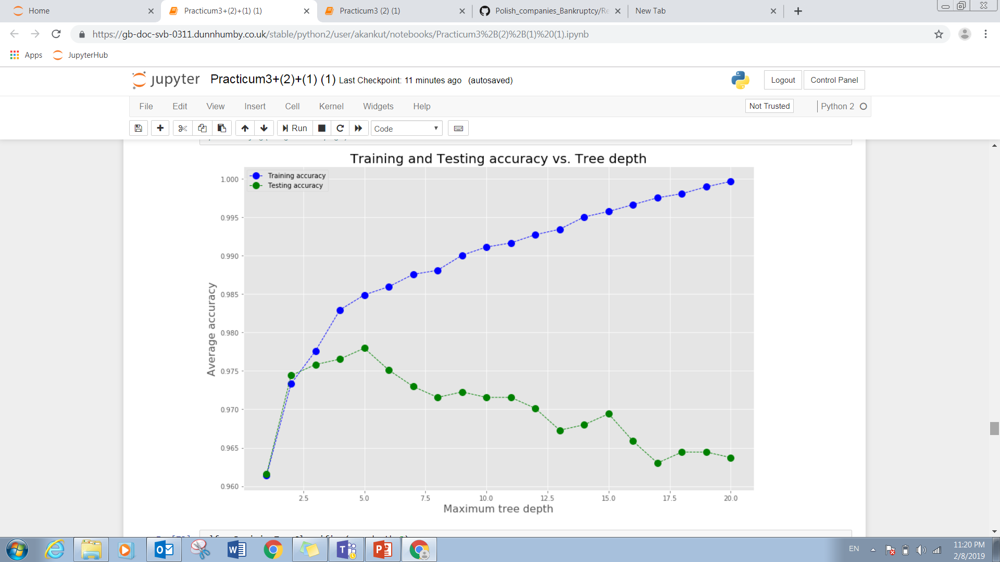 Home
Practicum3+(2)+(1) (1)
Practicum3 (2) (1)
Polish_companies_Bankruptcy/Re
New Tab
https://gb-doc-svb-0311.dunnhumby.co.uk/stable/python2/user/akankut/notebooks/Practicum3%2B(2)%2B(1)%20(1).ipynb
Apps
JupyterHub
jupyter Practicum3+(2)+(1) (1) Last Checkpoint: 11 minutes ago (autosaved)
Logout
Control Panel
File Edit View Insert Cell Kernel Widgets Help
Not Trusted
Python 2
Run
Code
Training and Testing accuracy vs. Tree depth
Training accuracy
Testing accuracy
1.000
0.995
0.990
0.985
0.980
0.975
0.970
0.965
0.960
Average accuracy
2.5 5.0 7.5 10.0 12.5 15.0 17.5 20.0
Maximum tree depth
EN
11:20 PM
2/8/2019